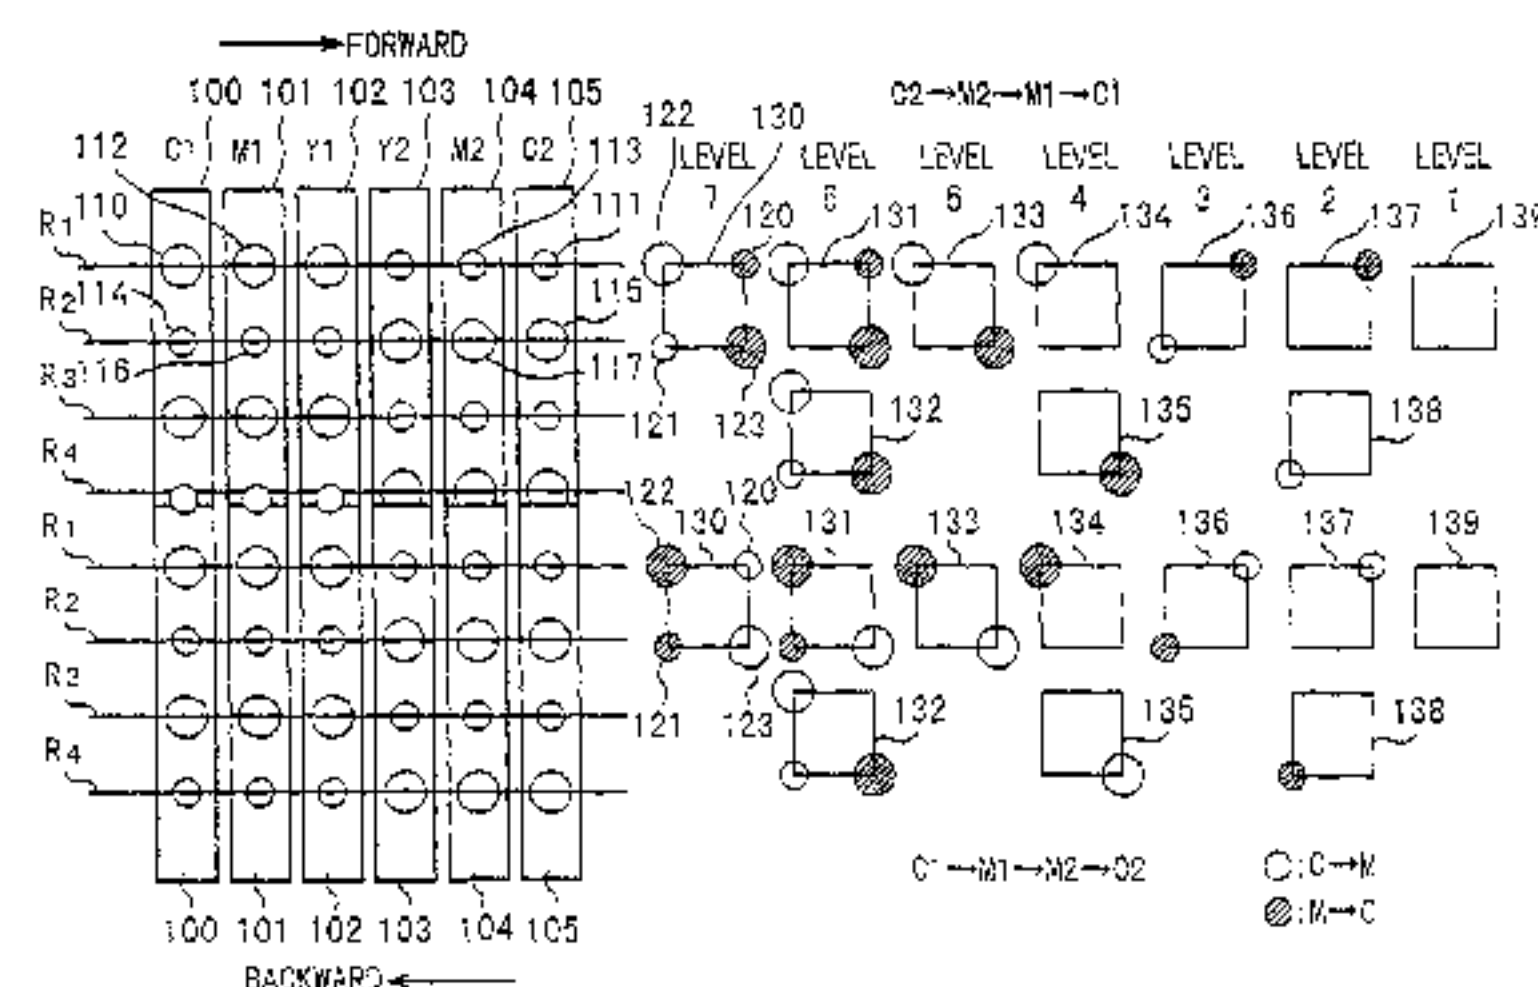 FORWARD
100 101 102 103 104 105
C2→M2→M1→C1
122 130
112 C1 M1 Y1 Y2 M2 C2 113
LEVEL LEVEL LEVEL LEVEL LEVEL LEVEL LEVEL
7 6 5 4 3 2 1
R1 110 111 120 131 133 134 136 137 139
R2 114 115
R3 116 117
121 123 132 135 138
R4
122 120
R1 130 131 133 134 136 137 139
R2
R2
121 123 132 135 138
R4
C1→M1→M2→C2
○:C→M
:M→C
100 101 102 103 104 105
BACKWARD